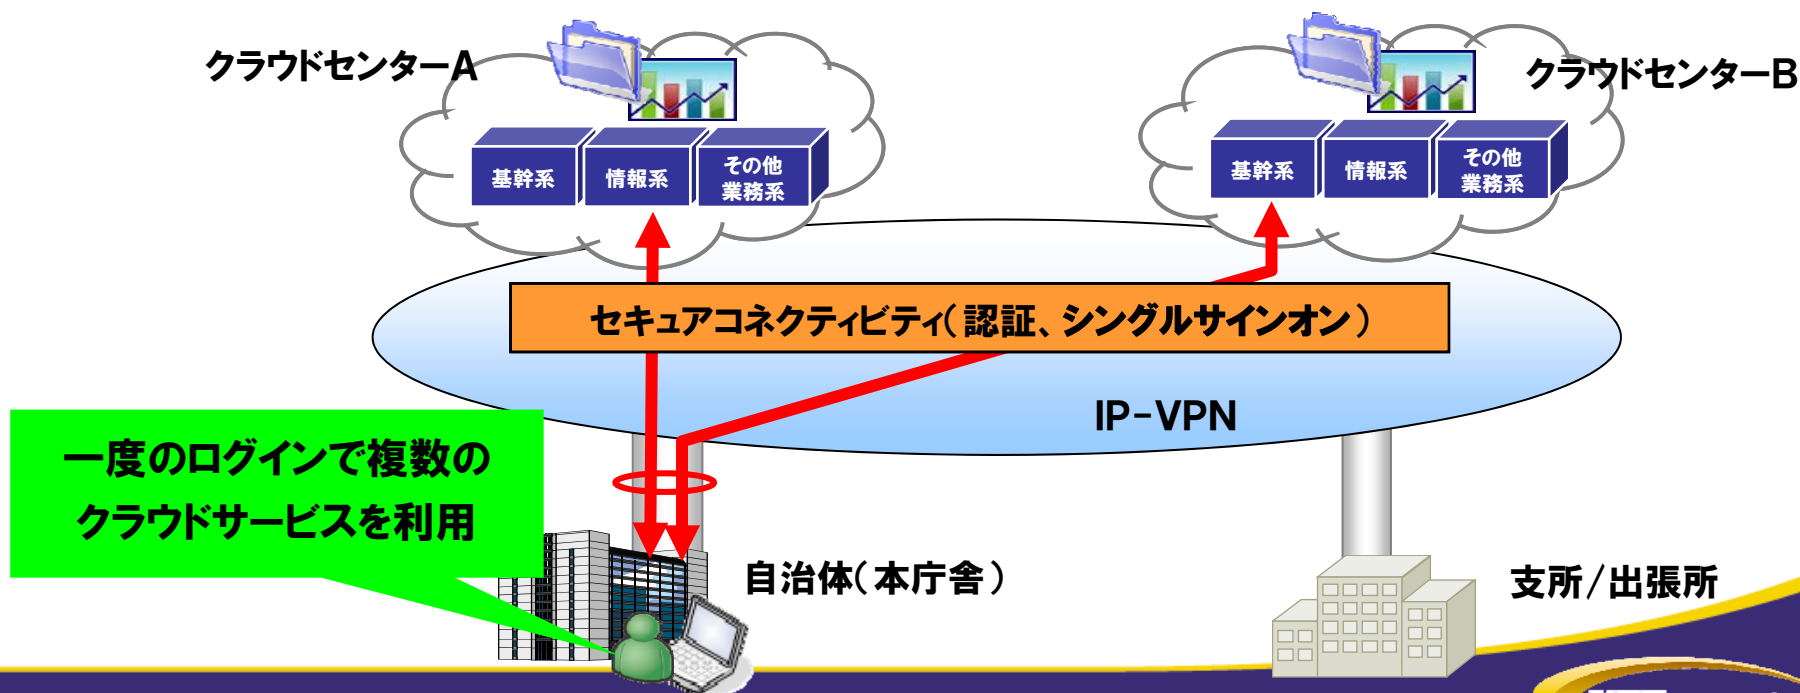 クラウドセンターA
クラウドセンターB
基幹系
情報系
その他
業務系
基幹系
情報系
その他
業務系
セキュアコネクティビティ(認証、シングルサインオン)
IP-VPN
一度のログインで複数の
クラウドサービスを利用
自治体(本庁舎)
支所/出張所